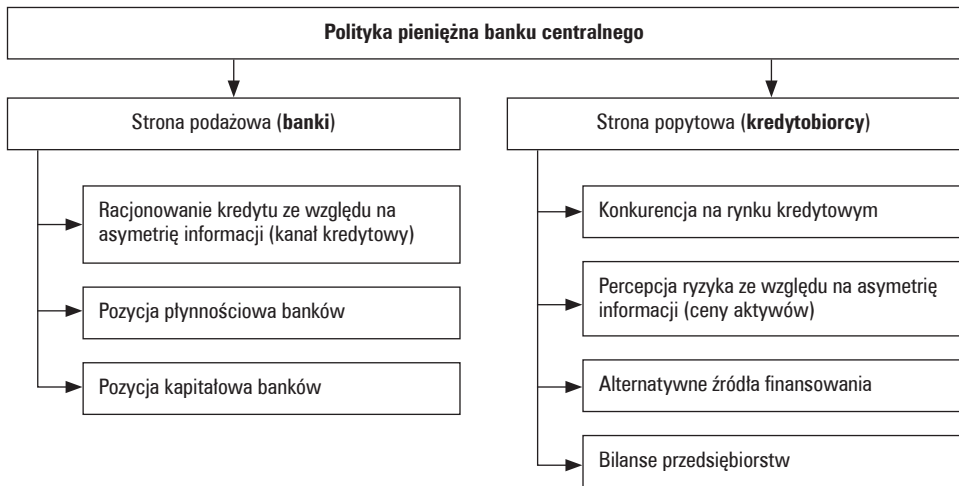 Polityka pieniężna banku centralnego
Strona podażowa (banki)
Racjonowanie kredytu ze względu na
asymetrię informacji (kanał kredytowy)
Pozycja płynnościowa banków
Pozycja kapitałowa banków
Strona popytowa (kredytobiorcy)
Konkurencja na rynku kredytowym
Percepcja ryzyka ze względu na asymetrię
informacji (ceny aktywów)
Alternatywne źródła finansowania
Bilanse przedsiębiorstw